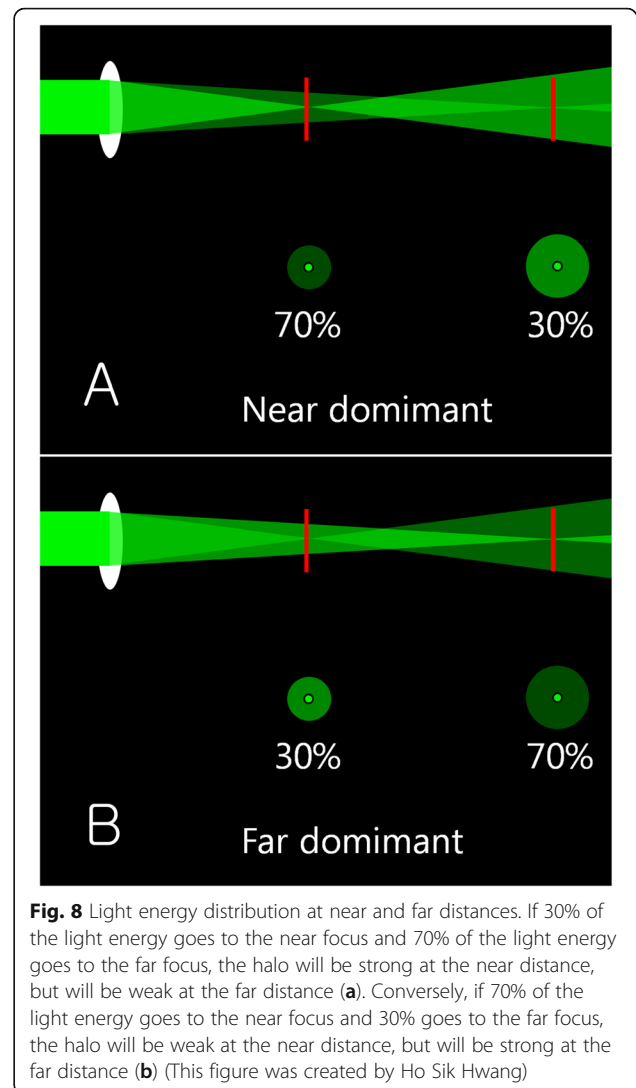 70%
30%
A
Near domimant
30%
70%
B
Far domimant
Fig. 8 Light energy distribution at near and far distances. If 30% of
the light energy goes to the near focus and 70% of the light energy
goes to the far focus, the halo will be strong at the near distance,
but will be weak at the far distance (a). Conversely, if 70% of the
light energy goes to the near focus and 30% goes to the far focus,
the halo will be weak at the near distance, but will be strong at the
far distance (b) (This figure was created by Ho Sik Hwang)